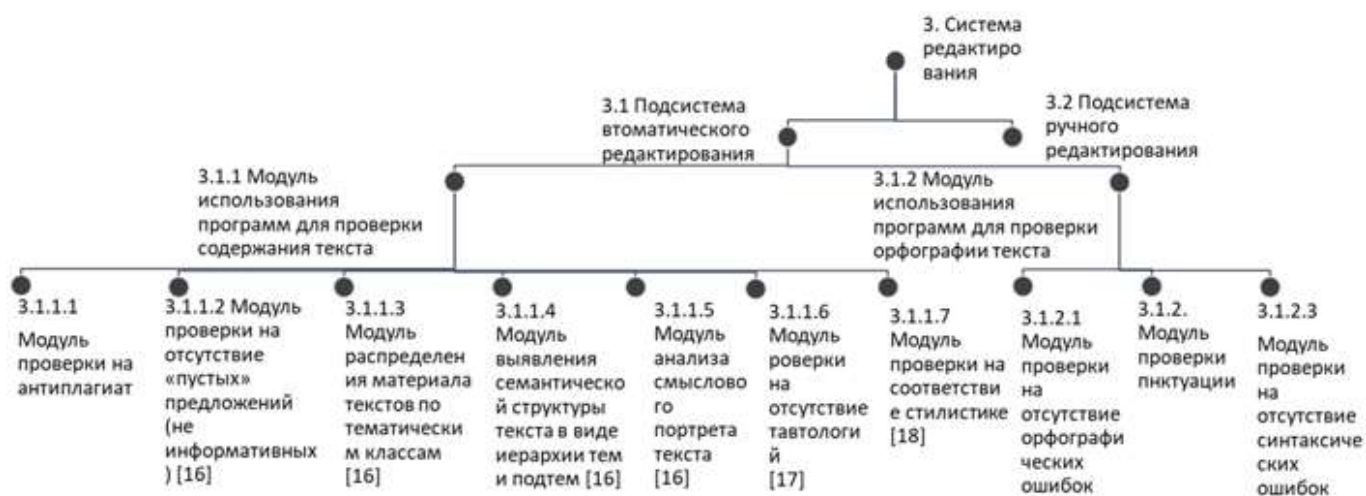 3. Система
редактиро
вания
3.1 Подсистема
втоматического
редактирования
3.2 Подсистема
ручного
редактирования
3.1.1 Модуль
использования
программ для проверки
содержания текста
3.1.2 Модуль
использования
программ для проверки
орфографии текста
3.1.1.1
Модуль
проверки на
антиплагиат
3.1.1.2 Модуль
проверки на
отсутствие
«пустых»
предложений
(не
информативных
) [16]
3.1.1.3
Модуль
распределен
ия материала
текстов по
тематически
м классам
[16]
3.1.1.4
Модуль
выявления
семантическо
й структуры
текста в виде
иерархии тем
и подтем [16]
3.1.1.5
Модуль
анализа
смыслово
го
портрета
текста
[16]
3.1.1.6
Модуль
роверки
на
отсутствие
тавтологи
й
[17]
3.1.1.7
Модуль
проверки на
соответстви
е стилистике
[18]
3.1.2.1
Модуль
проверки
на
отсутствие
орфографи
ческих
ошибок
3.1.2.
Модуль
проверки
пнктуации
3.1.2.3
Модуль
проверки
на
отсутствие
синтаксиче
ских
ошибок